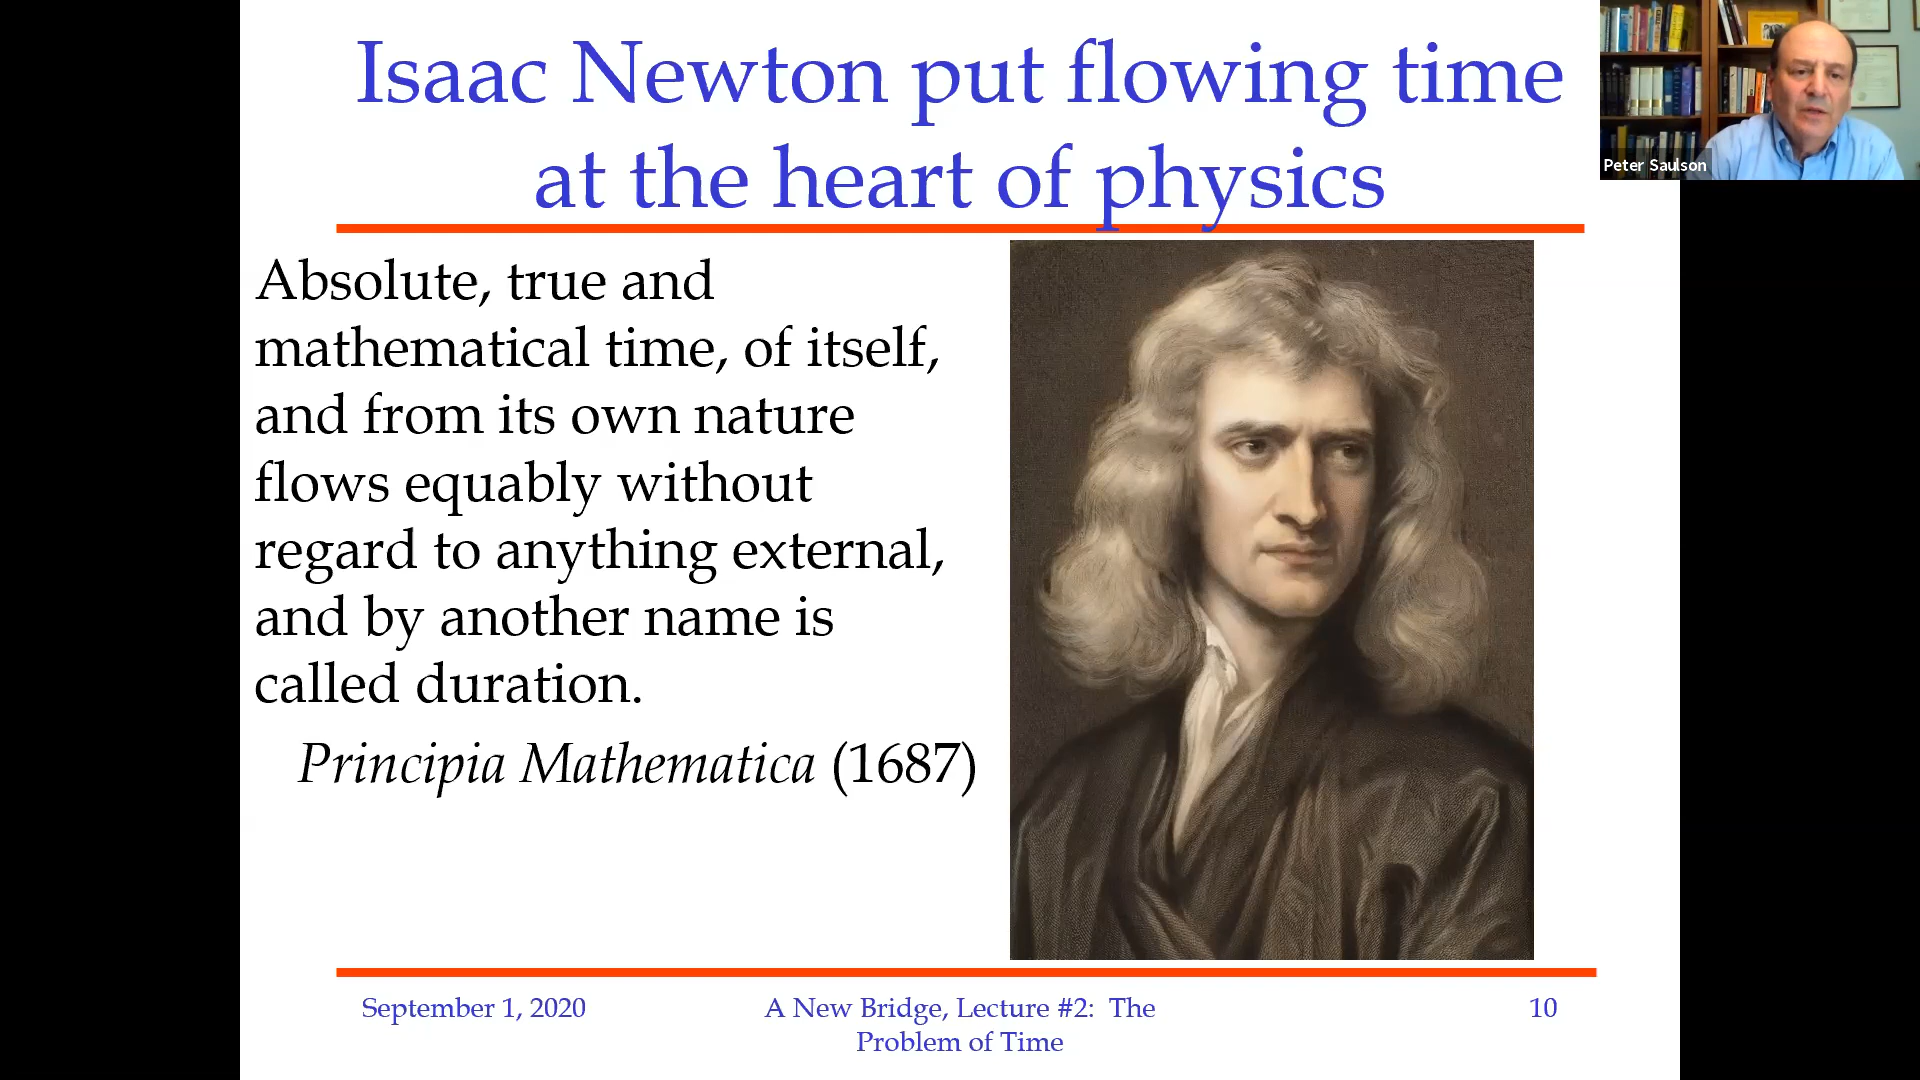 Isaac Newton put flowing time
at the heart of physics
Peter Saulson
Absolute, true and
mathematical time, of itself,
and from its own nature
flows equably without
regard to anything external,
and by another name is
called duration.
Principia Mathematica (1687)
September 1, 2020
A New Bridge, Lecture #2: The
Problem of Time
10